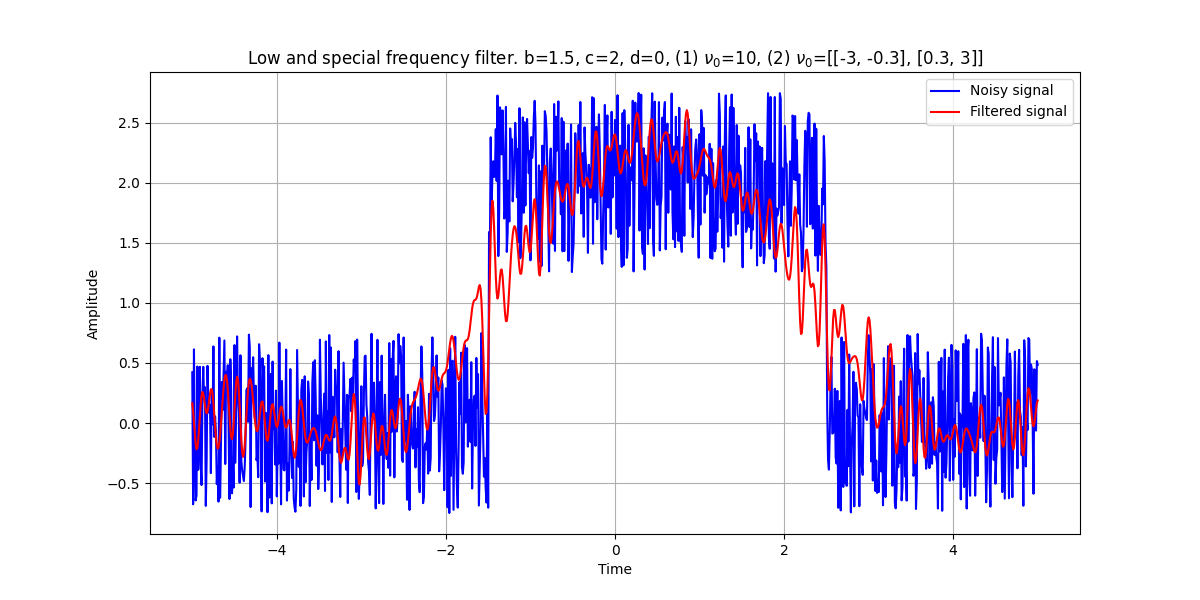 Low and special frequency filter. b=1.5, c=2, d=0, (1) ν₀=10, (2) ν₀=[[-3, -0.3], [0.3, 3]]
Noisy signal
Filtered signal
Amplitude
2.5
2.0
1.5
1.0
0.5
0.0
−0.5
−4
−2
0
2
4
Time